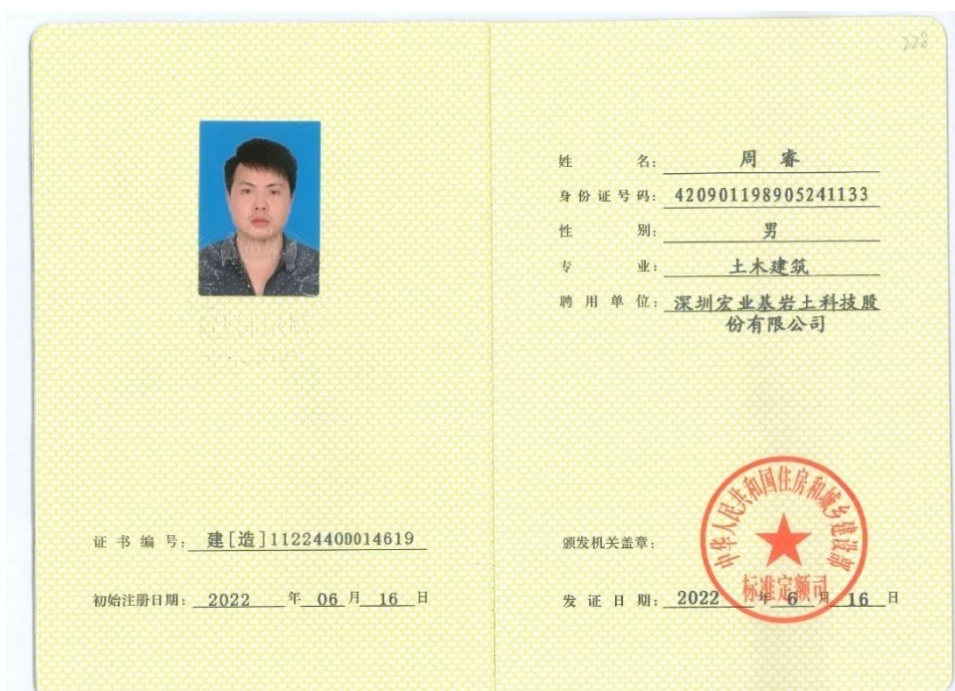 228
姓 名: 周 睿
身份证号码: 420901198905241133
性 别: 男
专 业: 土木建筑
聘用单位: 深圳宏业基岩土科技股
份有限公司
证书编号: 建[造]11224400014619
初始注册日期: 2022 年 06 月 16 日
颁发机关盖章:
中华人民共和国住房和城乡建设部
标准定额司
发证日期: 2022 年 6 月 16 日